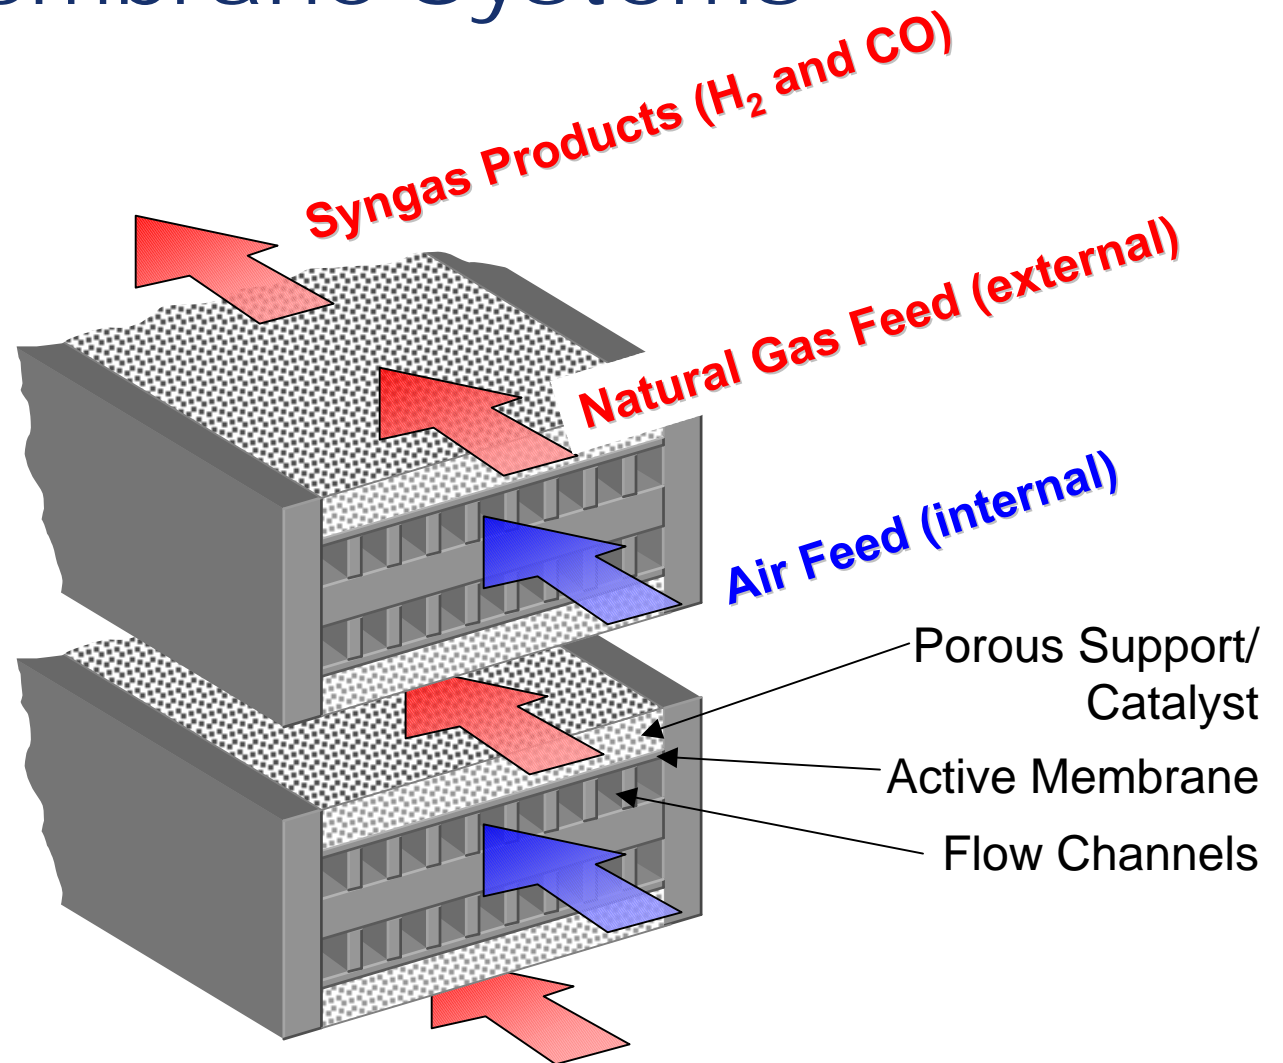 Systems
Syngas Products (H₂ and CO)
Natural Gas Feed (external)
Air Feed (internal)
Porous Support/
Catalyst
Active Membrane
Flow Channels